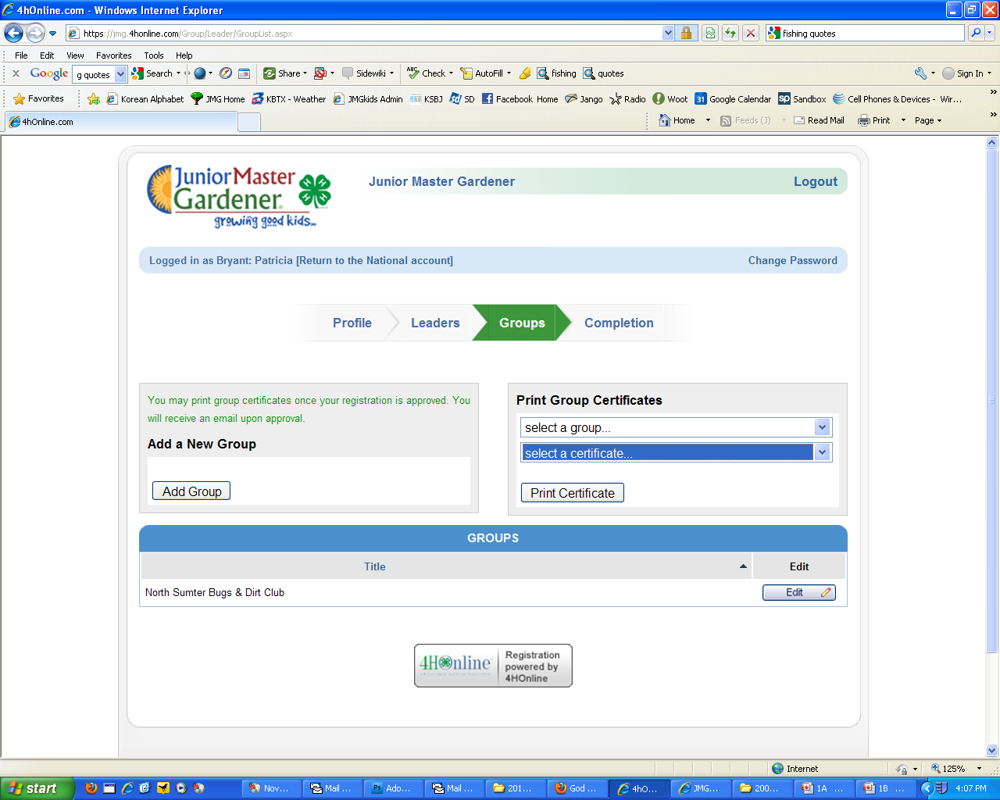 4hOnline.com - Windows Internet Explorer
https://jmg.4honline.com/Group/Leader/GroupList.aspx
fishing quotes
File Edit View Favorites Tools Help
x Google g quotes Search Share Sidewiki Check AutoFill fishing quotes Sign In
Favorites Korean Alphabet JMG Home KBTX - Weather JMGkids Admin KSBJ SD Facebook Home Jango Radio Woot 31 Google Calendar sp Sandbox Cell Phones & Devices - Wir...
4hOnline.com Home Feeds (J) Read Mail Print Page
Junior Master
Gardener
growing good kids
Junior Master Gardener Logout
Logged in as Bryant: Patricia [Return to the National account] Change Password
Profile Leaders Groups Completion
You may print group certificates once your registration is approved. You
will receive an email upon approval.
Add a New Group
Add Group
Print Group Certificates
select a group...
select a certificate...
Print Certificate
GROUPS
Title Edit
North Sumter Bugs & Dirt Club Edit
4HOnline
Registration
powered by
4HOnline
Internet 125%
start Nov... Mail ... Ado... Mail ... 201... God ... 4hO... JMG... 200... 1A ... 1B ... 4:07 PM